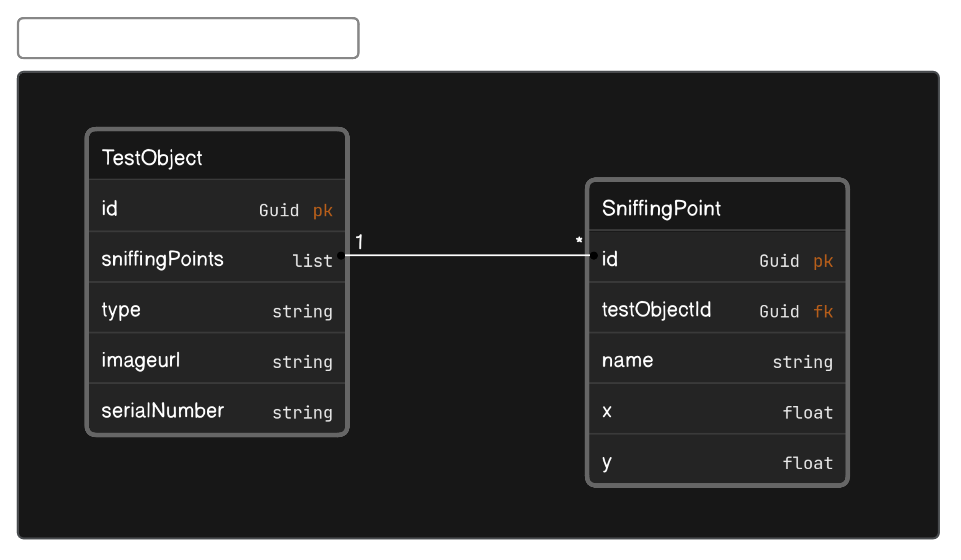 TestObject
id Guid pk
sniffingPoints list
type string
imageurl string
serialNumber string
1 *
SniffingPoint
id Guid pk
testObjectId Guid fk
name string
x float
y float